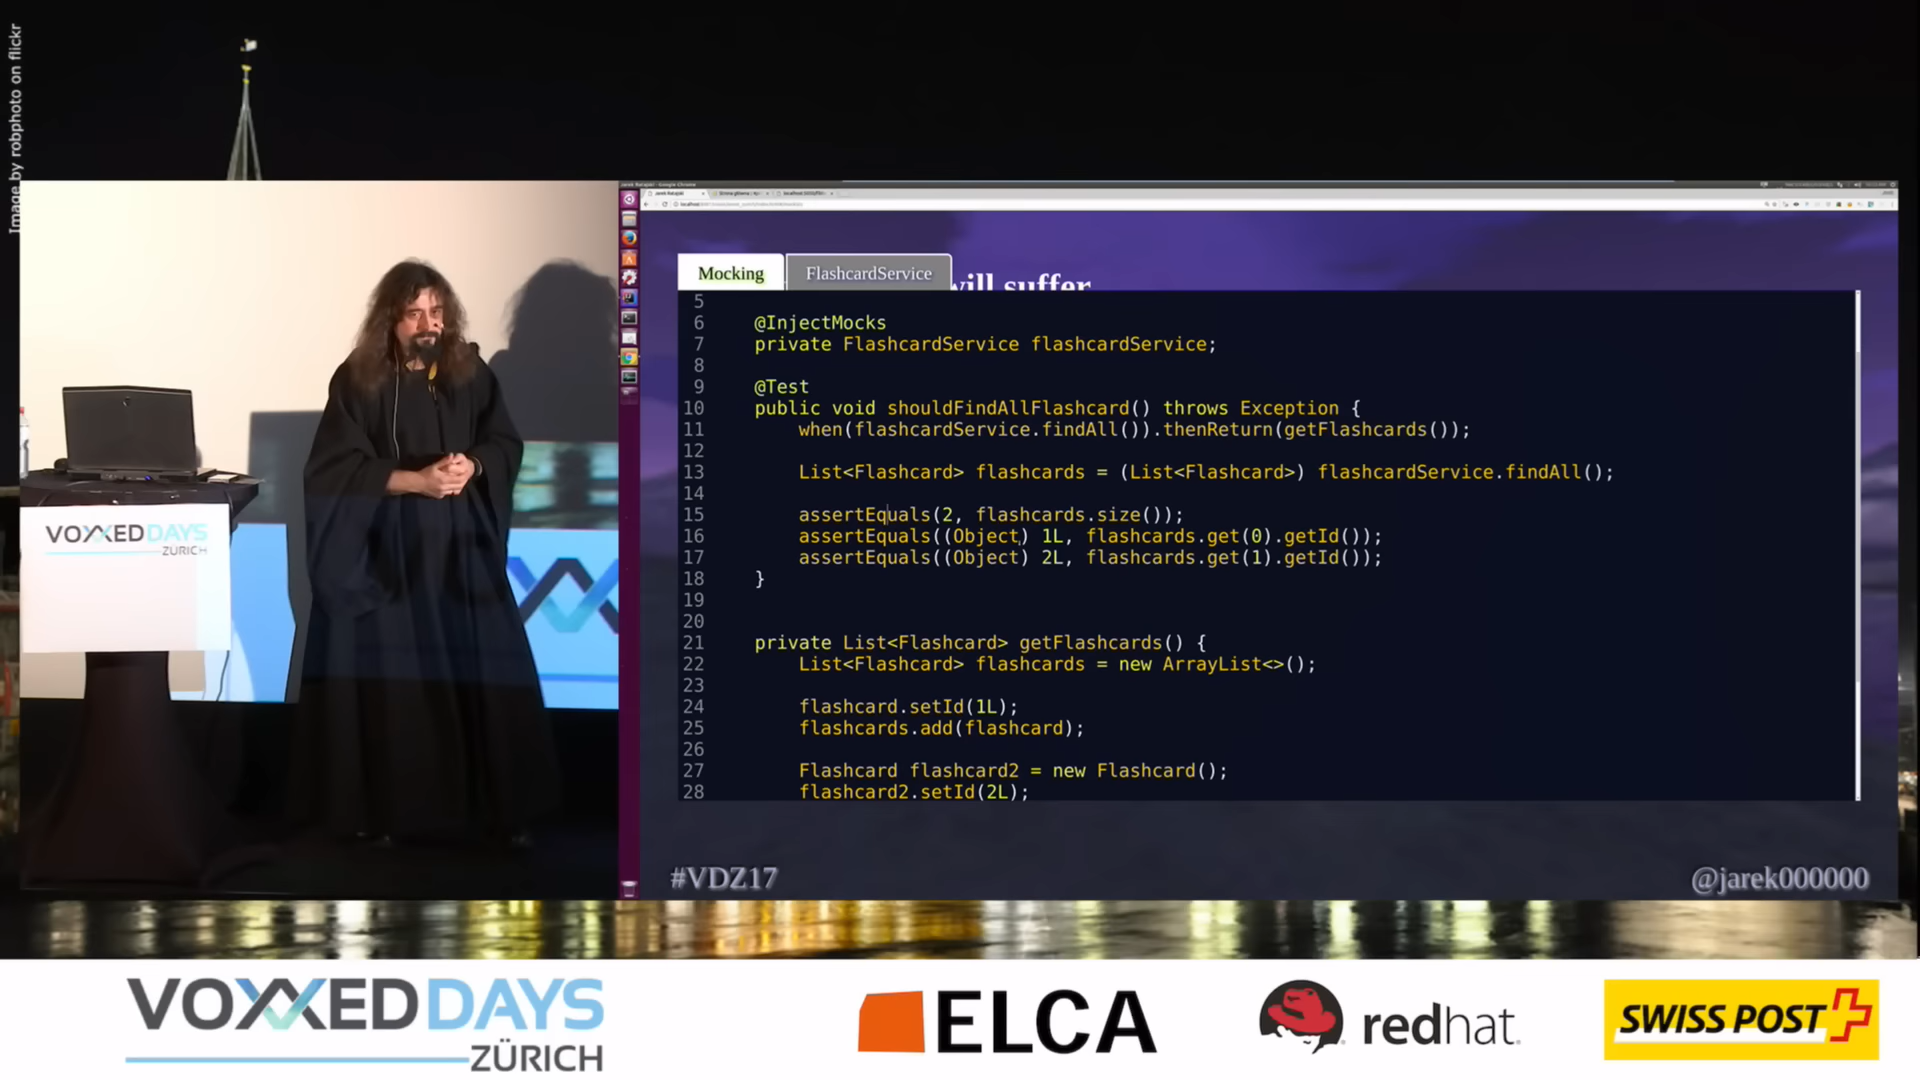 Image by robphoto on flickr
Mocking
FlashcardService
will suffer
5
6 @InjectMocks
7 private FlashcardService flashcardService;
8
9 @Test
10 public void shouldFindAllFlashcard() throws Exception {
11 when(flashcardService.findAll()).thenReturn(getFlashcards());
12
13 List<Flashcard> flashcards = (List<Flashcard>) flashcardService.findAll();
14
15 assertEquals(2, flashcards.size());
16 assertEquals((Object) 1L, flashcards.get(0).getId());
17 assertEquals((Object) 2L, flashcards.get(1).getId());
18 }
19
20
21 private List<Flashcard> getFlashcards() {
22 List<Flashcard> flashcards = new ArrayList<>();
23
24 flashcard.setId(1L);
25 flashcards.add(flashcard);
26
27 Flashcard flashcard2 = new Flashcard();
28 flashcard2.setId(2L);
VOXXED DAYS
ZÜRICH
#VDZ17
@jarek000000
VOXXED DAYS
ZÜRICH
ELCA
redhat.
SWISS POST